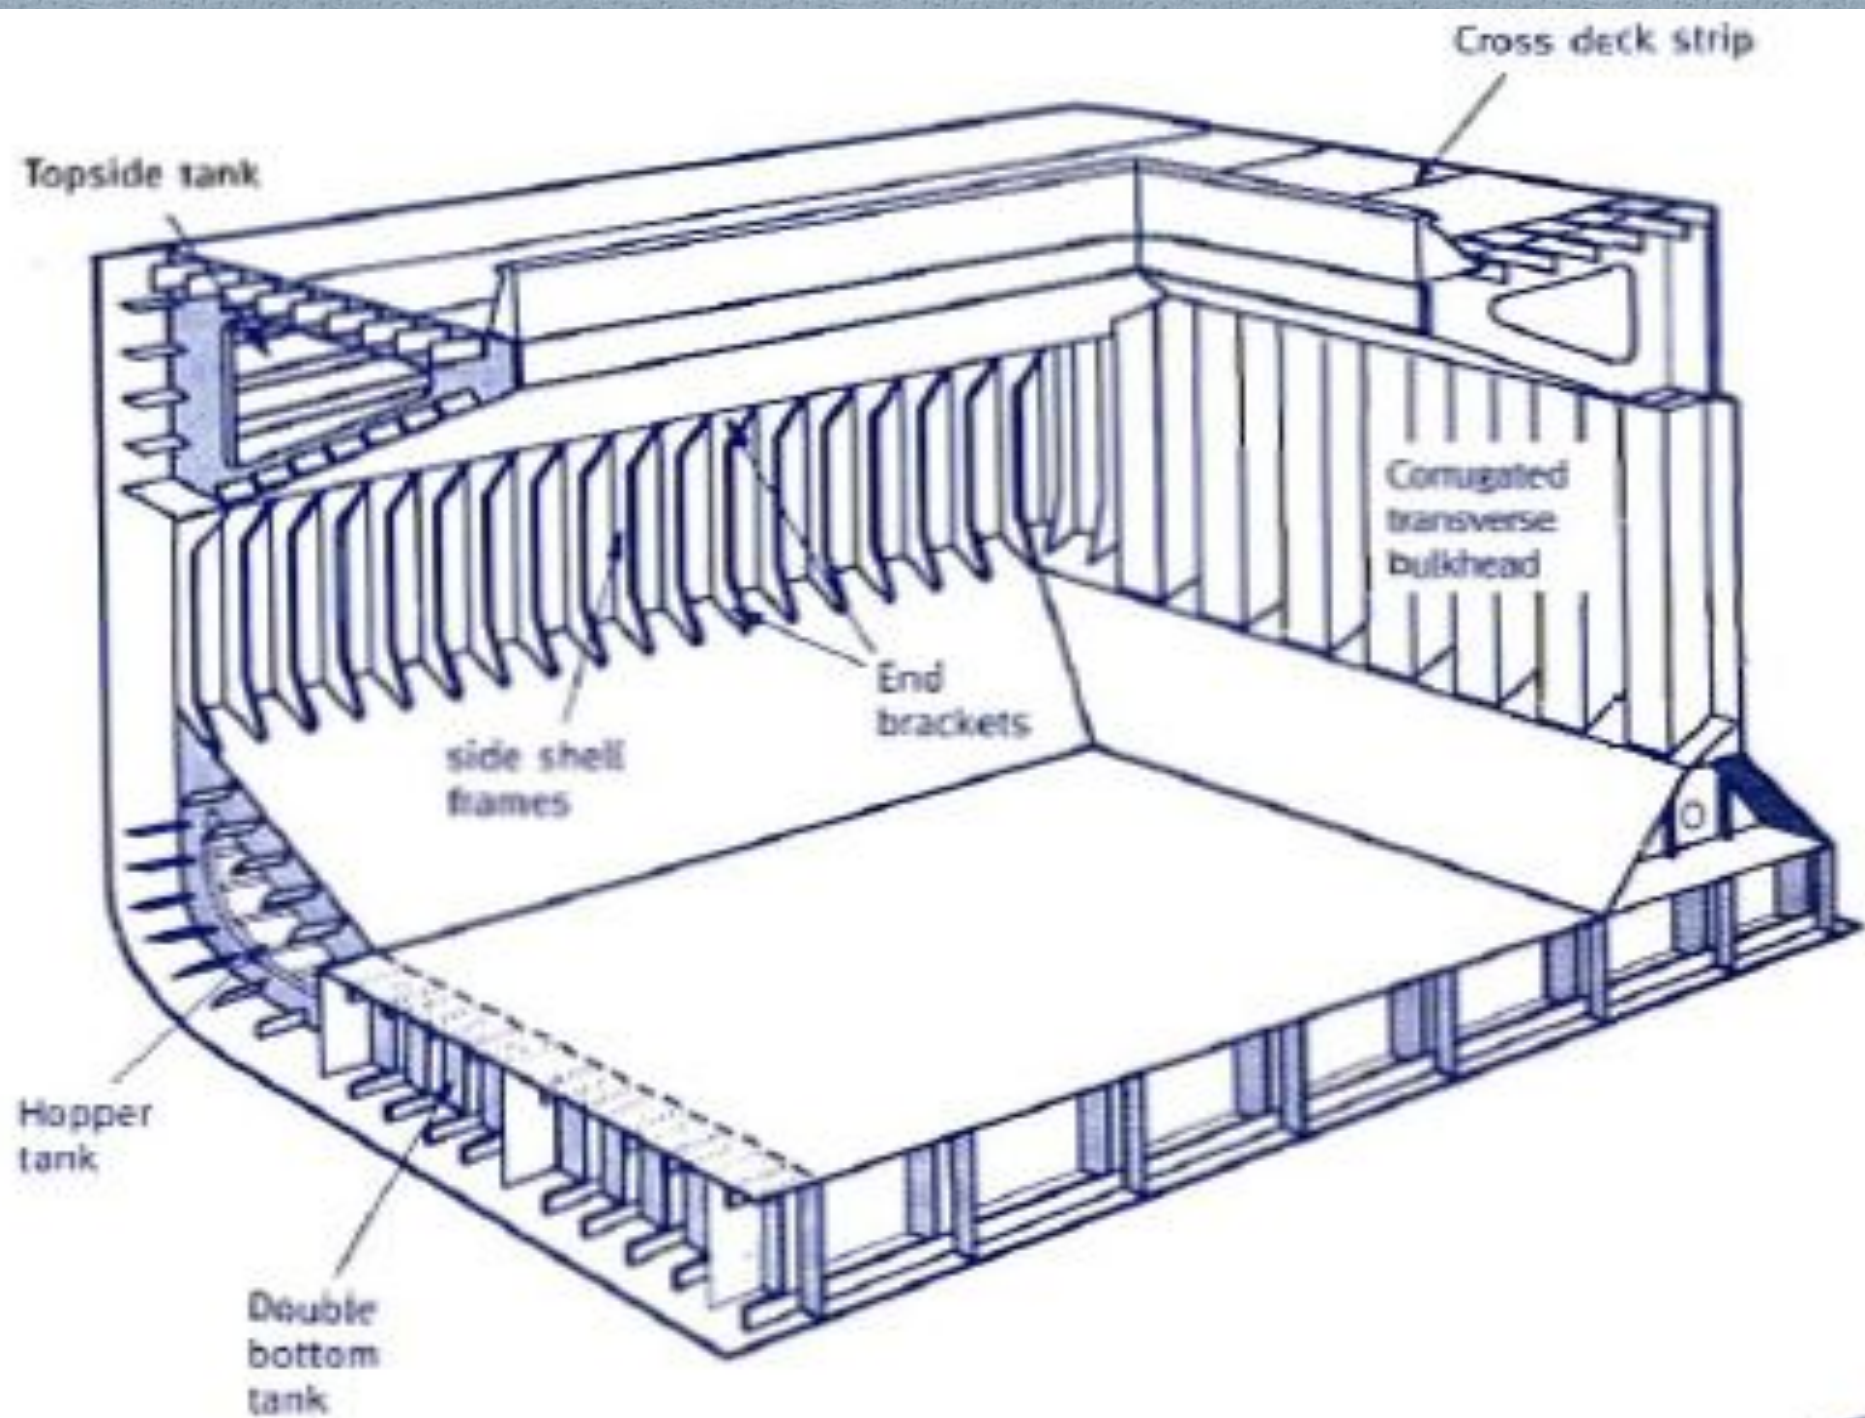 Cross deck strip
Topside tank
Corrugated
transverse
bulkhead
End
brackets
side shell
frames
Hopper
tank
Double
bottom
tank